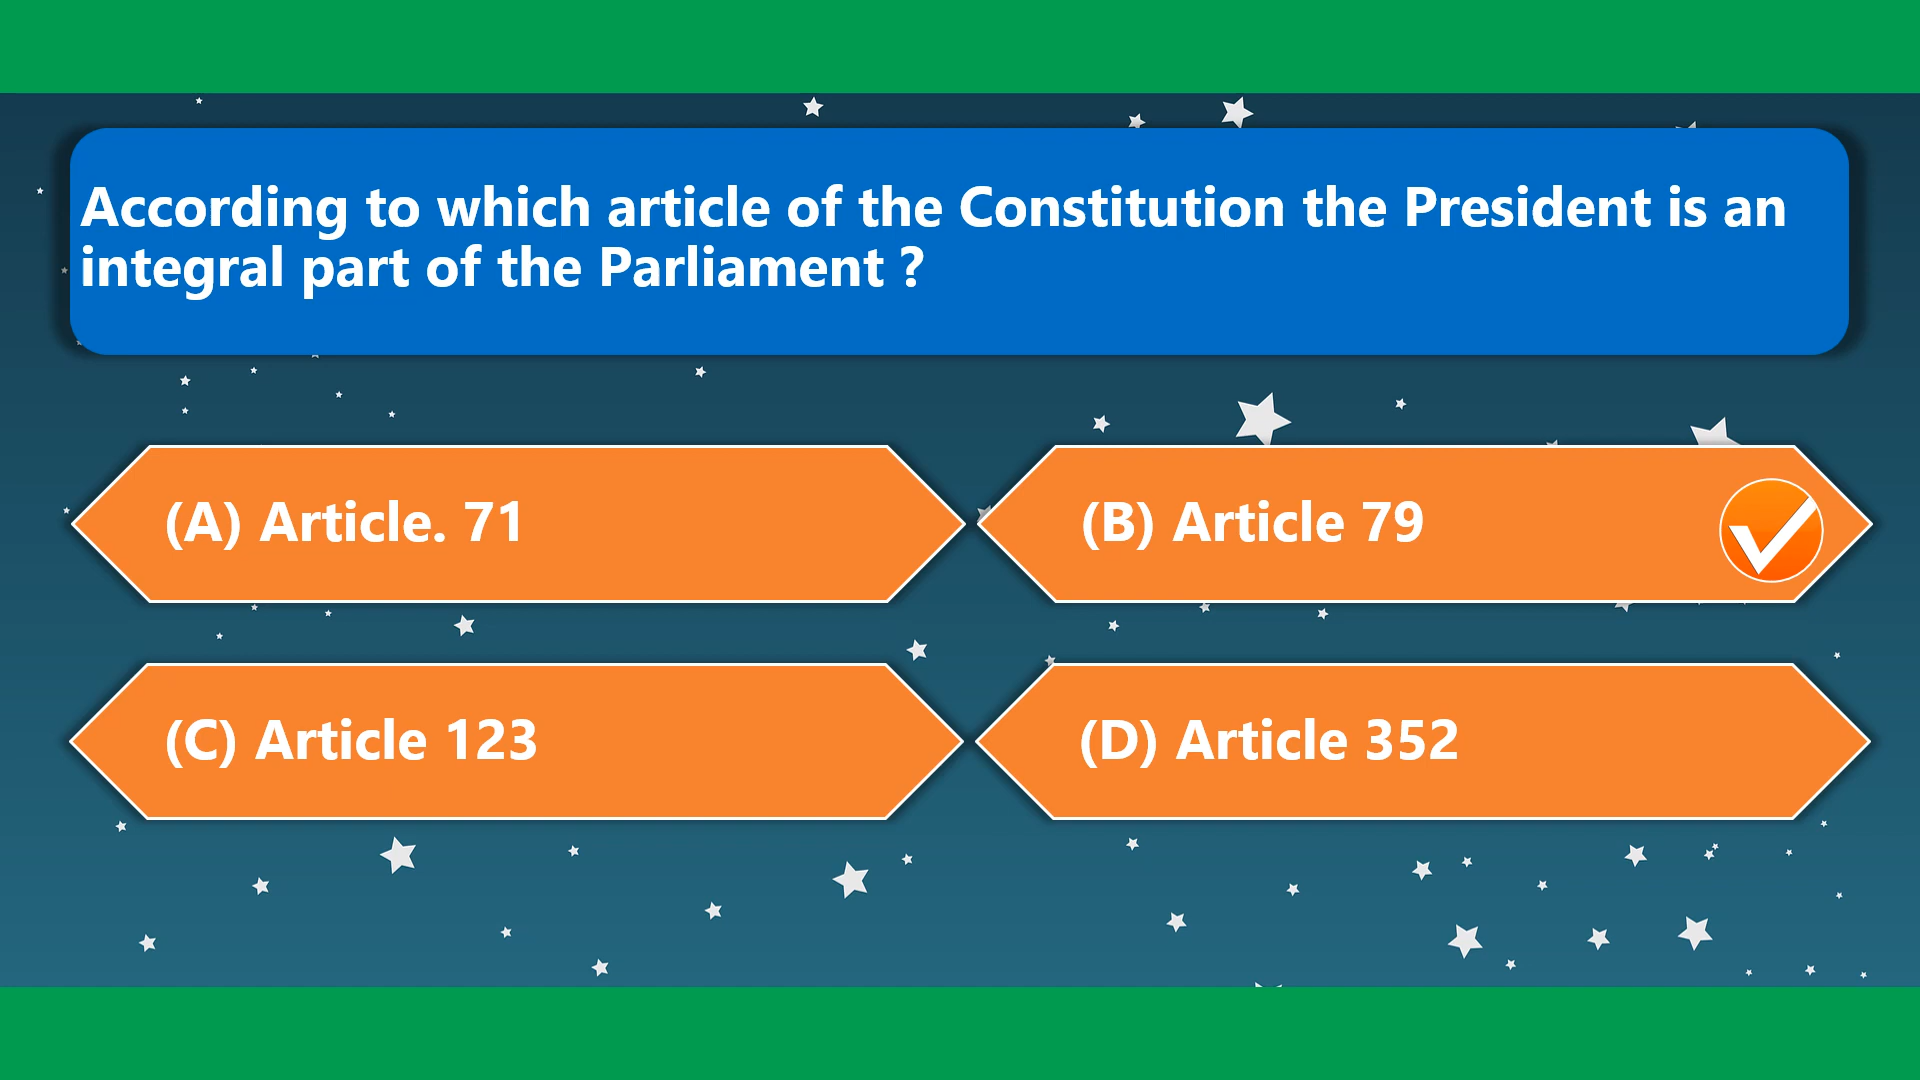 According to which article of the Constitution the President is an
integral part of the Parliament ?
(A) Article. 71
(B) Article 79
(C) Article 123
(D) Article 352